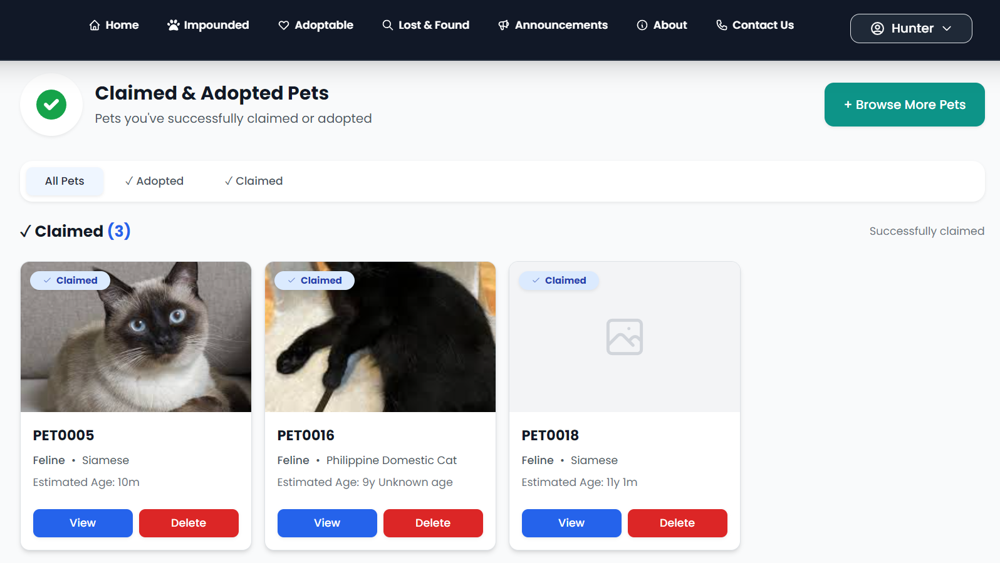 Home
Impounded
Adoptable
Lost & Found
Announcements
About
Contact Us
Hunter
Claimed & Adopted Pets
Pets you've successfully claimed or adopted
+ Browse More Pets
All Pets
✓ Adopted
✓ Claimed
✓ Claimed (3)
Successfully claimed
✓ Claimed
✓ Claimed
✓ Claimed
PET0005
Feline • Siamese
Estimated Age: 10m
View
Delete
PET0016
Feline • Philippine Domestic Cat
Estimated Age: 9y Unknown age
View
Delete
PET0018
Feline • Siamese
Estimated Age: 11y 1m
View
Delete